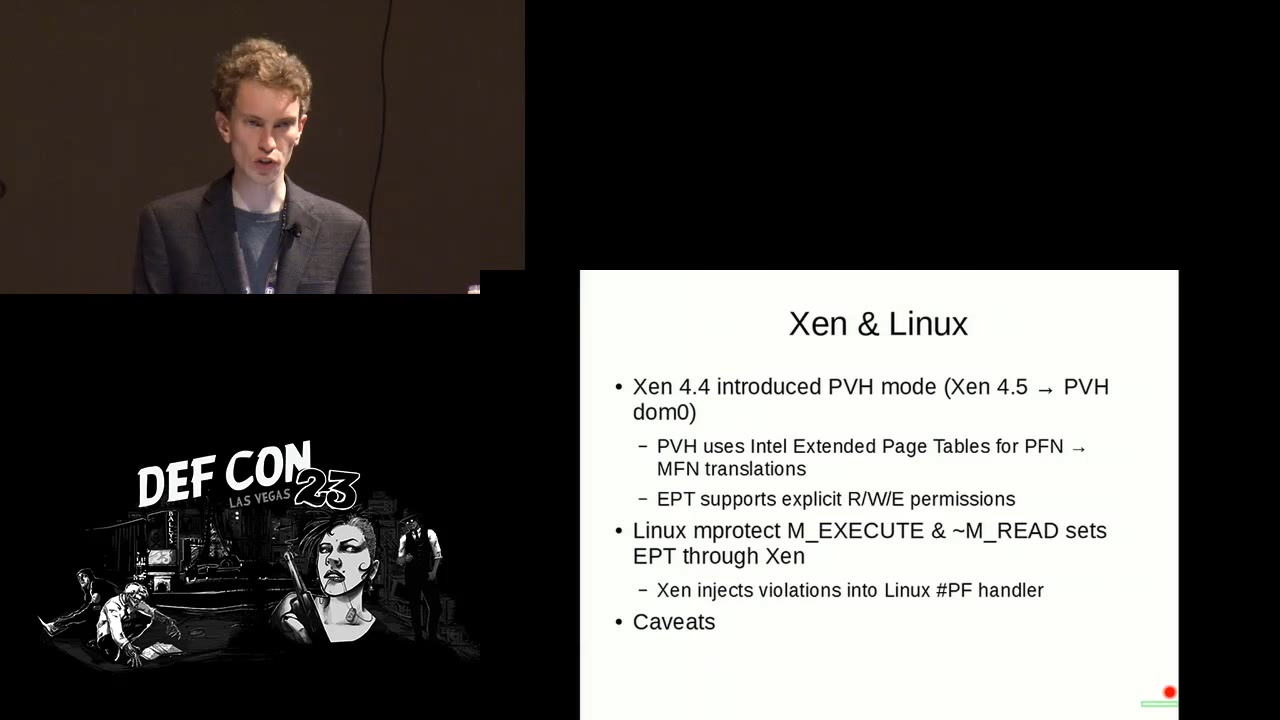 Xen & Linux
• Xen 4.4 introduced PVH mode (Xen 4.5 → PVH
dom0)
– PVH uses Intel Extended Page Tables for PFN →
MFN translations
– EPT supports explicit R/W/E permissions
• Linux mprotect M_EXECUTE & ~M_READ sets
EPT through Xen
– Xen injects violations into Linux #PF handler
• Caveats
DEF CON
LAS VEGAS 23
BALLYS
23